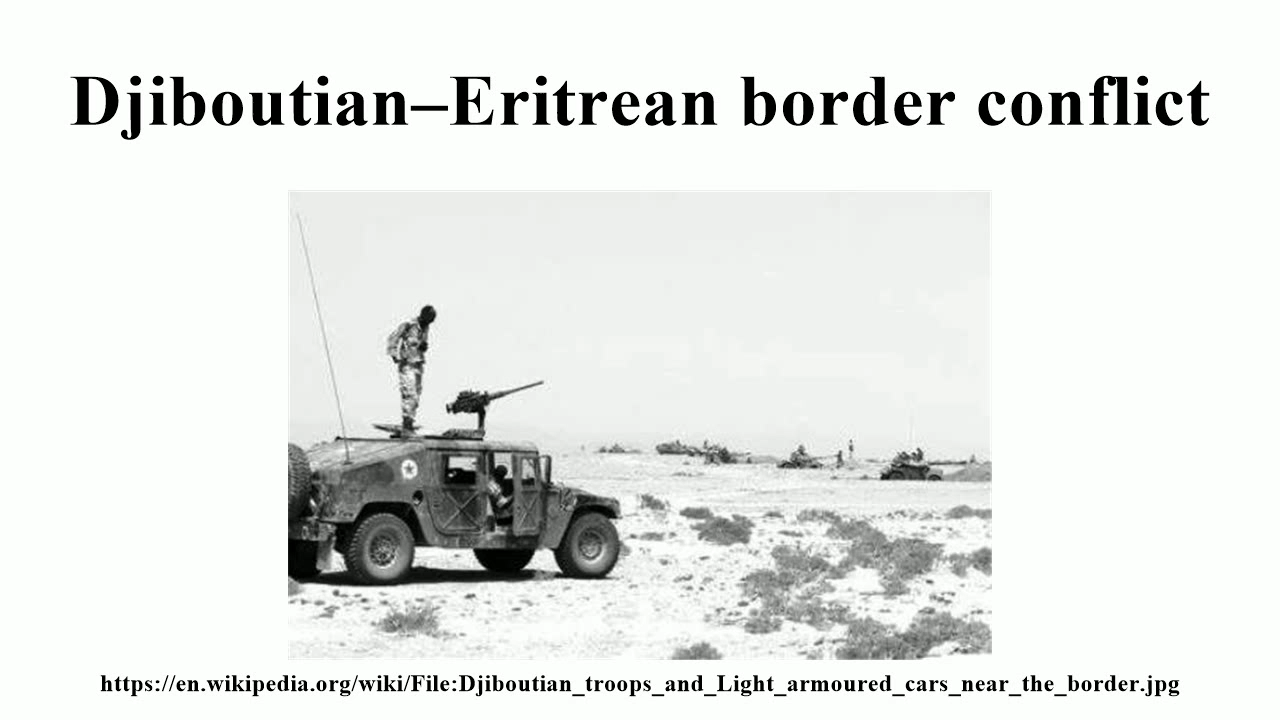 Djiboutian–Eritrean border conflict
https://en.wikipedia.org/wiki/File:Djiboutian_troops_and_Light_armoured_cars_near_the_border.jpg